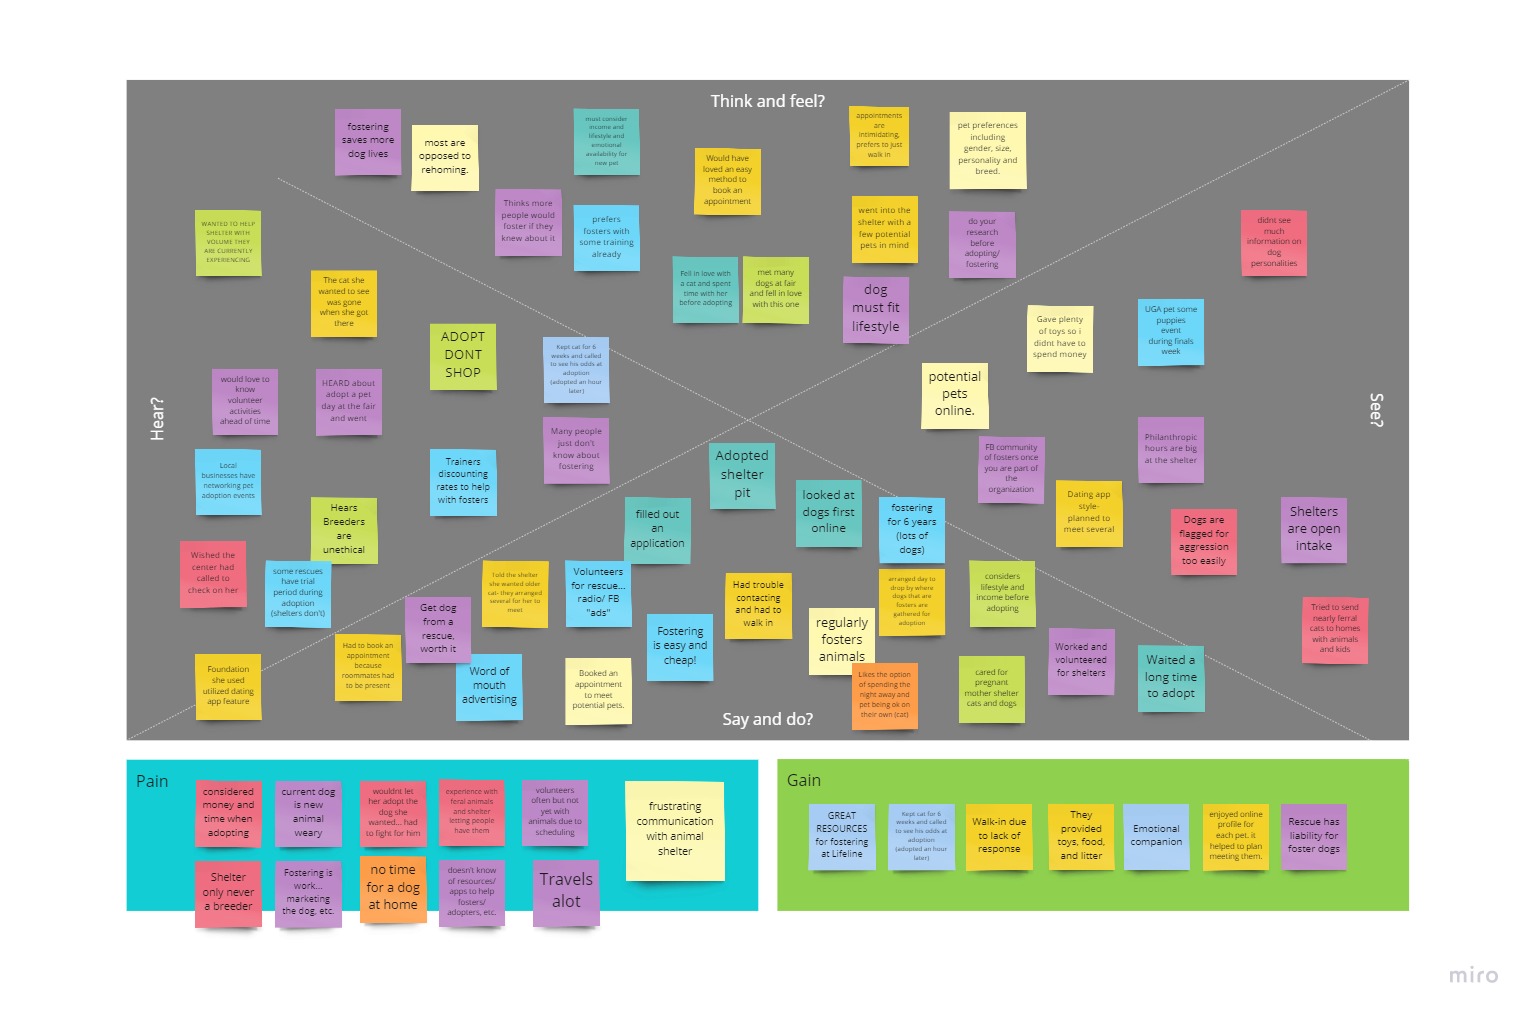 Think and feel?
fostering
saves more
dog lives
most are
opposed to
rehoming.
must consider
income and
lifestyle and
emotional
availability for
new pet
Would have
loved an easy
method to
book an
appointment
appointments
are
intimidating,
prefers to just
walk in
pet preferences
including
gender, size,
personality and
breed.
Thinks more
people would
foster if they
knew about it
prefers
fosters with
some training
already
went into the
shelter with a
few potential
pets in mind
do your
research
before
adopting/
fostering
Fell in love with
a cat and spent
time with her
before adopting
met many
dogs at fair
and fell in love
with this one
dog
must fit
lifestyle
Hear?
WANTED TO HELP
SHELTER WITH
VOLUME THEY
ARE CURRENTLY
EXPERIENCING
The cat she
wanted to see
was gone
when she got
there
ADOPT
DONT
SHOP
Kept cat for 6
weeks and called
to see his odds at
adoption
(adopted an hour
later)
would love to
know
volunteer
activities
ahead of time
HEARD about
adopt a pet
day at the fair
and went
Many people
just don't
know about
fostering
Local
businesses have
networking pet
adoption events
Trainers
discounting
rates to help
with fosters
Hears
Breeders
are
unethical
Wished the
center had
called to
check on her
some rescues
have trial
period during
adoption
(shelters don't)
Foundation
she used
utilized dating
app feature
See?
didnt see
much
information on
dog
personalities
Gave plenty
of toys so i
didnt have to
spend money
UGA pet some
puppies
event
during finals
week
potential
pets
online.
FB community
of fosters once
you are part of
the
organization
Philanthropic
hours are big
at the shelter
Dating app
style-
planned to
meet several
Dogs are
flagged for
aggression
too easily
Shelters
are open
intake
Tried to send
nearly ferral
cats to homes
with animals
and kids
Say and do?
Adopted
shelter
pit
filled out
an
application
looked at
dogs first
online
fostering
for 6 years
(lots of
dogs)
Get dog
from a
rescue,
worth it
I told the shelter
she wanted older
cat- they arranged
several for her to
meet
Volunteers
for rescue...
radio/ FB
"ads"
Had trouble
contacting
and had to
walk in
arranged day to
drop by where
dogs that are
fosters are
gathered for
adoption
considers
lifestyle and
income before
adopting
Had to book an
appointment
because
roommates had
to be present
Word of
mouth
advertising
Booked an
appointment
to meet
potential pets.
Fostering
is easy and
cheap!
regularly
fosters
animals
Likes the option
of spending the
night away and
pet being ok on
their own (cat)
cared for
pregnant
mother shelter
cats and dogs
Worked and
volunteered
for shelters
Waited a
long time
to adopt
Pain
considered
money and
time when
adopting
current dog
is new
animal
weary
wouldnt let
her adopt the
dog she
wanted... had
to fight for him
experience with
feral animals
and shelter
letting people
have them
volunteers
often but not
yet with
animals due to
scheduling
frustrating
communication
with animal
shelter
Shelter
only never
a breeder
Fostering is
work...
marketing
the dog, etc.
no time
for a dog
at home
doesn't know
of resources/
apps to help
fosters/
adopters, etc.
Travels
alot
Gain
GREAT
RESOURCES
for fostering
at Lifeline
Kept cat for 6
weeks and called
to see his odds at
adoption
(adopted an hour
later)
Walk-in due
to lack of
response
They
provided
toys, food,
and litter
Emotional
companion
enjoyed online
profile for
each pet. it
helped to plan
meeting them.
Rescue has
liability for
foster dogs
miro